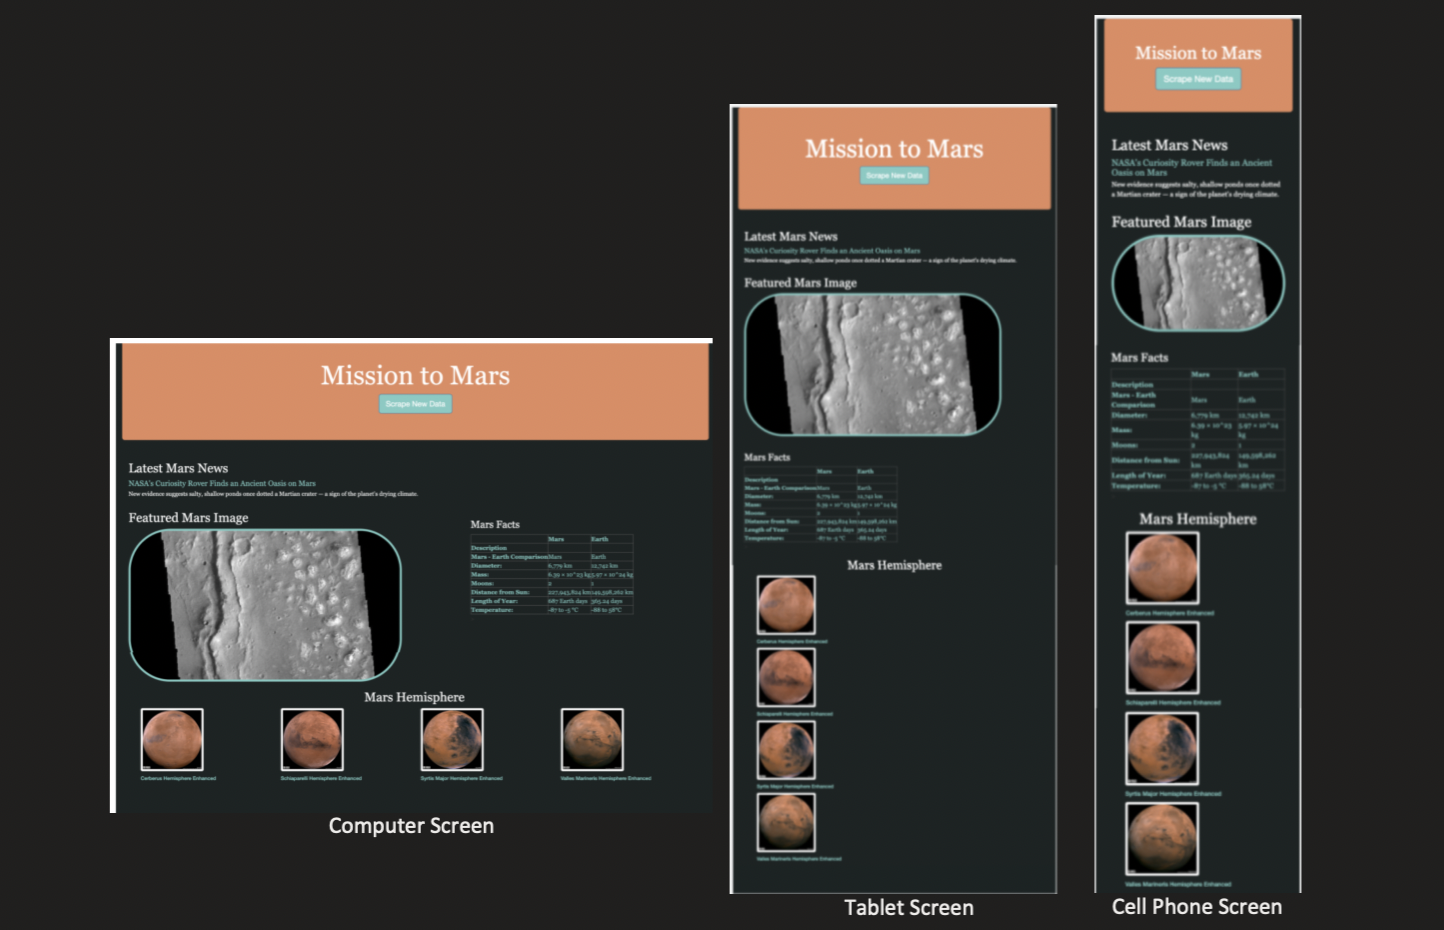 Mission to Mars
Scrape New Data
Latest Mars News
NASA's Curiosity Rover Finds an Ancient Oasis on Mars
New evidence suggests salty, shallow ponds once dotted a Martian crater — a sign of the planet's drying climate.
Featured Mars Image
Mars Facts
Mars Earth
Description
Mars - Earth Comparison Mars Earth
Diameter: 6,779 km 12,742 km
Mass: 6.39 × 10^23 kg 5.97 × 10^24 kg
Moons: 2 1
Distance from Sun: 227,943,824 km 149,598,262 km
Length of Year: 687 Earth days 365.24 days
Temperature: -87 to -5 °C -88 to 58°C
Mars Hemisphere
Cerberus Hemisphere Enhanced
Schiaparelli Hemisphere Enhanced
Syrtis Major Hemisphere Enhanced
Valles Marineris Hemisphere Enhanced
Computer Screen
Mission to Mars
Scrape New Data
Latest Mars News
NASA's Curiosity Rover Finds an Ancient Oasis on Mars
New evidence suggests salty, shallow ponds once dotted a Martian crater — a sign of the planet's drying climate.
Featured Mars Image
Mars Facts
Mars Earth
Description
Mars - Earth Comparison Mars Earth
Diameter: 6,779 km 12,742 km
Mass: 6.39 × 10^23 kg 5.97 × 10^24 kg
Moons: 2 1
Distance from Sun: 227,943,824 km 149,598,262 km
Length of Year: 687 Earth days 365.24 days
Temperature: -87 to -5 °C -88 to 58°C
Mars Hemisphere
Cerberus Hemisphere Enhanced
Schiaparelli Hemisphere Enhanced
Syrtis Major Hemisphere Enhanced
Valles Marineris Hemisphere Enhanced
Tablet Screen
Mission to Mars
Scrape New Data
Latest Mars News
NASA's Curiosity Rover Finds an Ancient
Oasis on Mars
New evidence suggests salty, shallow ponds once dotted
a Martian crater — a sign of the planet's drying climate.
Featured Mars Image
Mars Facts
Mars Earth
Description
Mars - Earth
Comparison Mars Earth
Diameter: 6,779 km 12,742 km
Mass: 6.39 × 10^23 5.97 × 10^24
kg kg
Moons: 2 1
Distance from Sun: 227,943,824 149,598,262
km km
Length of Year: 687 Earth days 365.24 days
Temperature: -87 to -5 °C -88 to 58°C
Mars Hemisphere
Cerberus Hemisphere Enhanced
Schiaparelli Hemisphere Enhanced
Syrtis Major Hemisphere Enhanced
Valles Marineris Hemisphere Enhanced
Cell Phone Screen